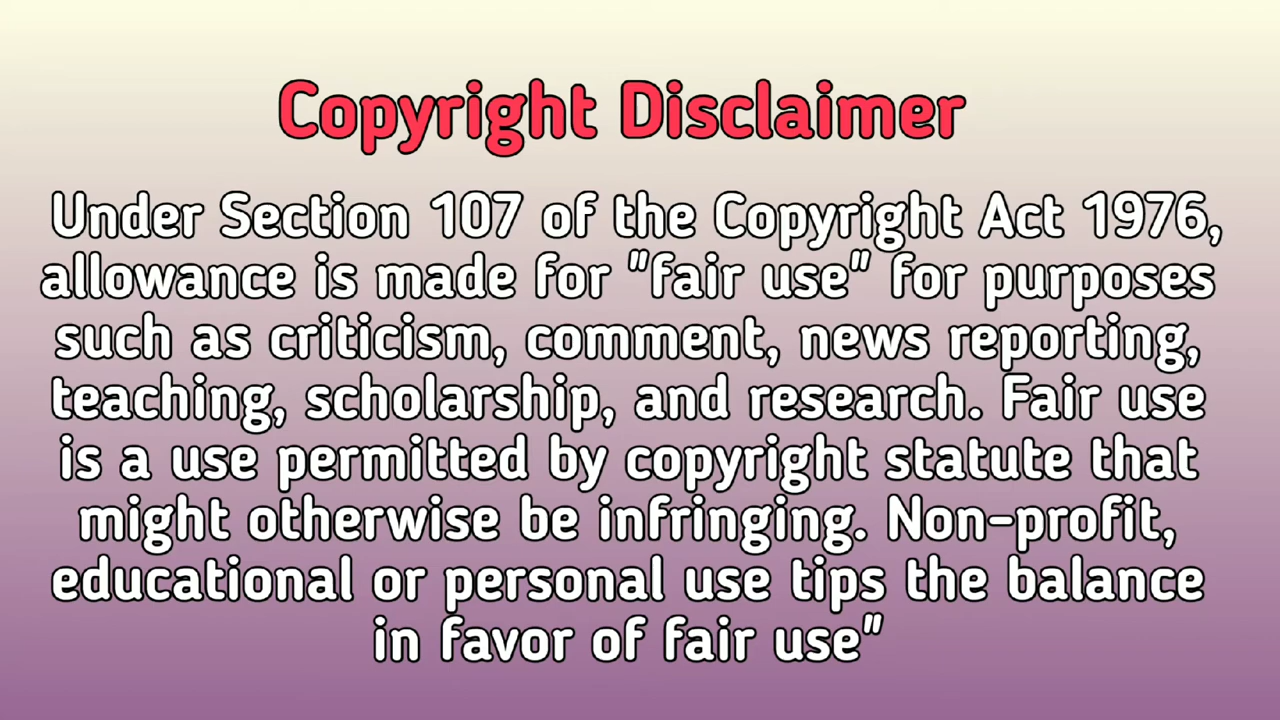 Copyright Disclaimer
Under Section 107 of the Copyright Act 1976,
allowance is made for "fair use" for purposes
such as criticism, comment, news reporting,
teaching, scholarship, and research. Fair use
is a use permitted by copyright statute that
might otherwise be infringing. Non-profit,
educational or personal use tips the balance
in favor of fair use"